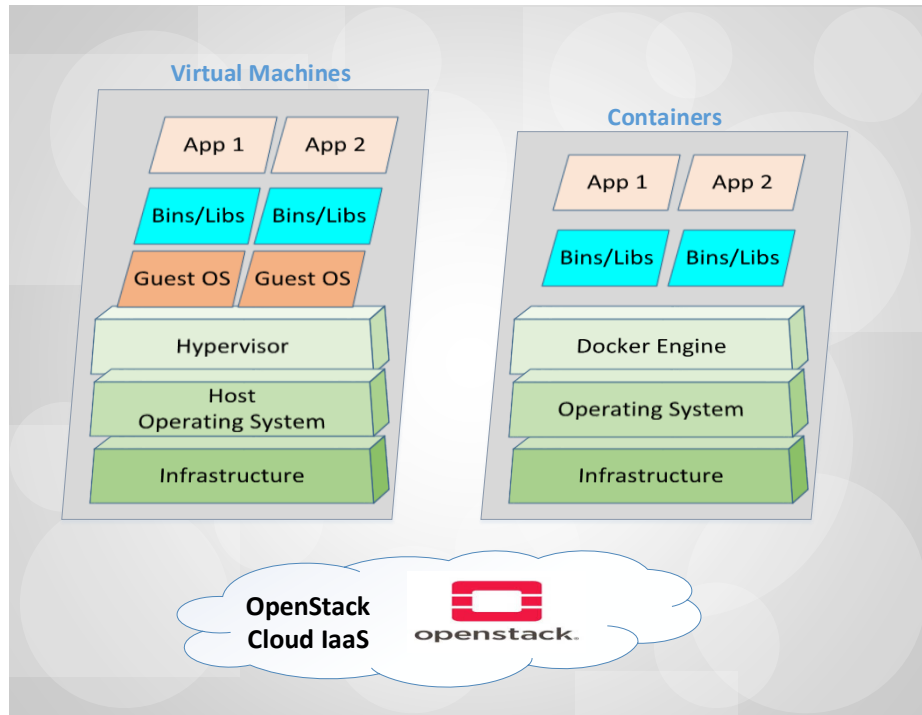 Virtual Machines
App 1
App 2
Bins/Libs
Bins/Libs
Guest OS
Guest OS
Hypervisor
Host
Operating System
Infrastructure
Containers
App 1
App 2
Bins/Libs
Bins/Libs
Docker Engine
Operating System
Infrastructure
OpenStack
Cloud IaaS
openstack.